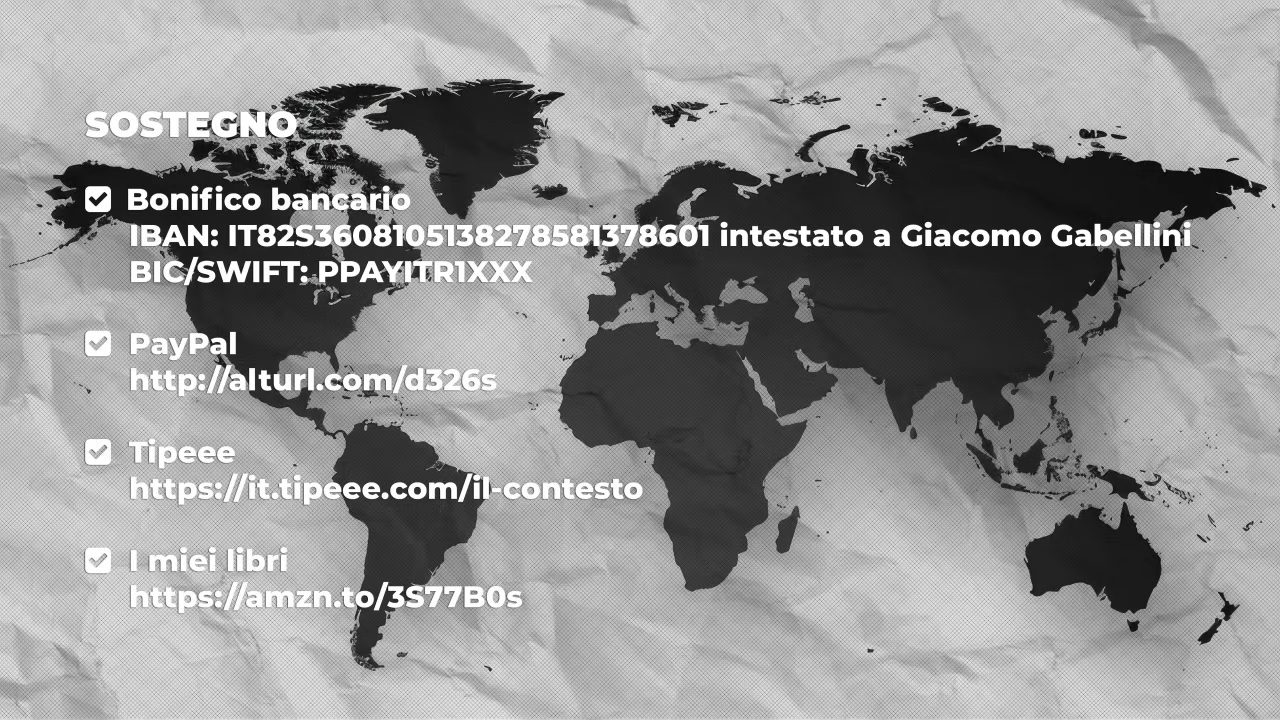 SOSTEGNO
Bonifico bancario
IBAN: IT82S3608105138278581378601 intestato a Giacomo Gabellini
BIC/SWIFT: PPAYITR1XXX
PayPal
http://alturl.com/d326s
Tipeee
https://it.tipeee.com/il-contesto
I miei libri
https://amzn.to/3S77B0s